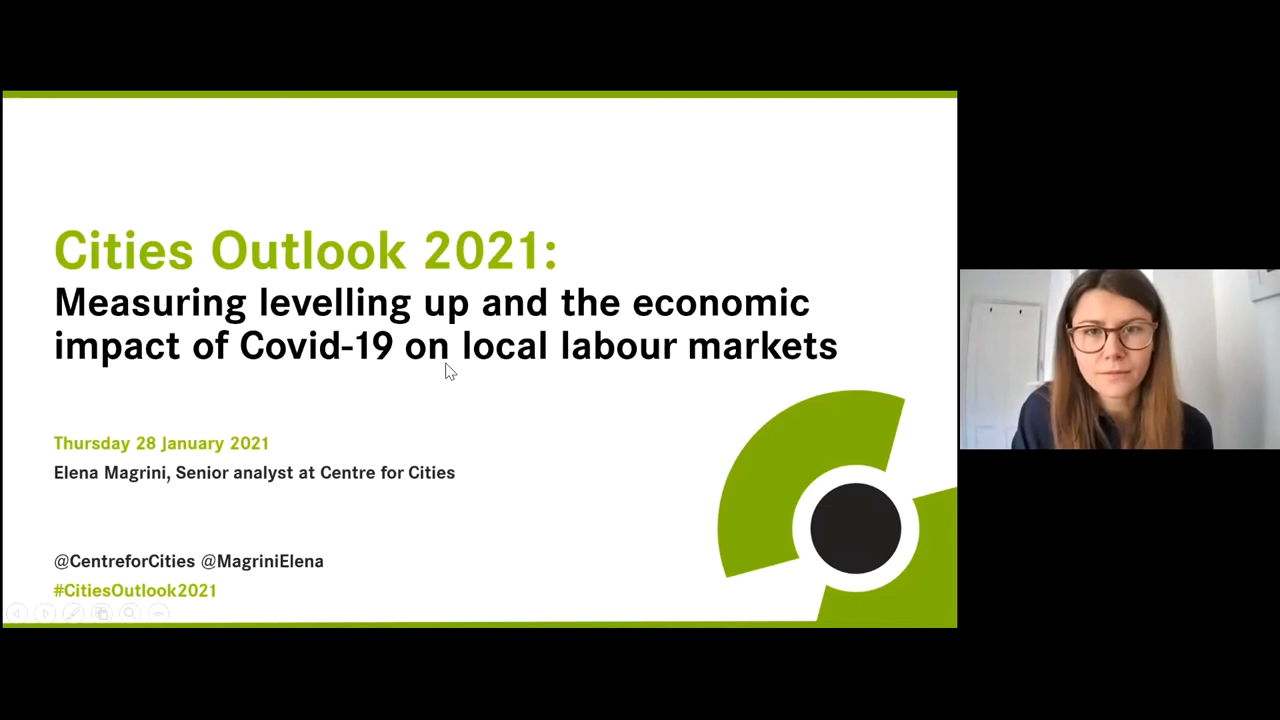 Cities Outlook 2021:
Measuring levelling up and the economic
impact of Covid-19 on local labour markets
Thursday 28 January 2021
Elena Magrini, Senior analyst at Centre for Cities
@CentreforCities @MagriniElena
#CitiesOutlook2021